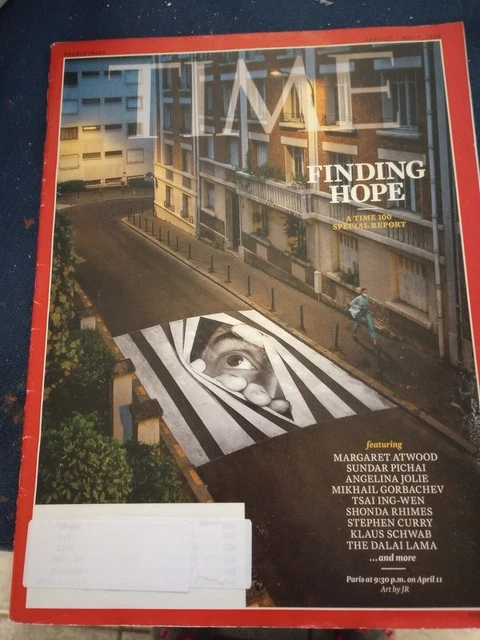 DOUBLE ISSUE
TIME
FINDING
HOPE
A TIME 100
SPECIAL REPORT
featuring
MARGARET ATWOOD
SUNDAR PICHAI
ANGELINA JOLIE
MIKHAIL GORBACHEV
TSAI ING-WEN
SHONDA RHIMES
STEPHEN CURRY
KLAUS SCHWAB
THE DALAI LAMA
...and more
Paris at 9:30 p.m. on April 11
Art by JR